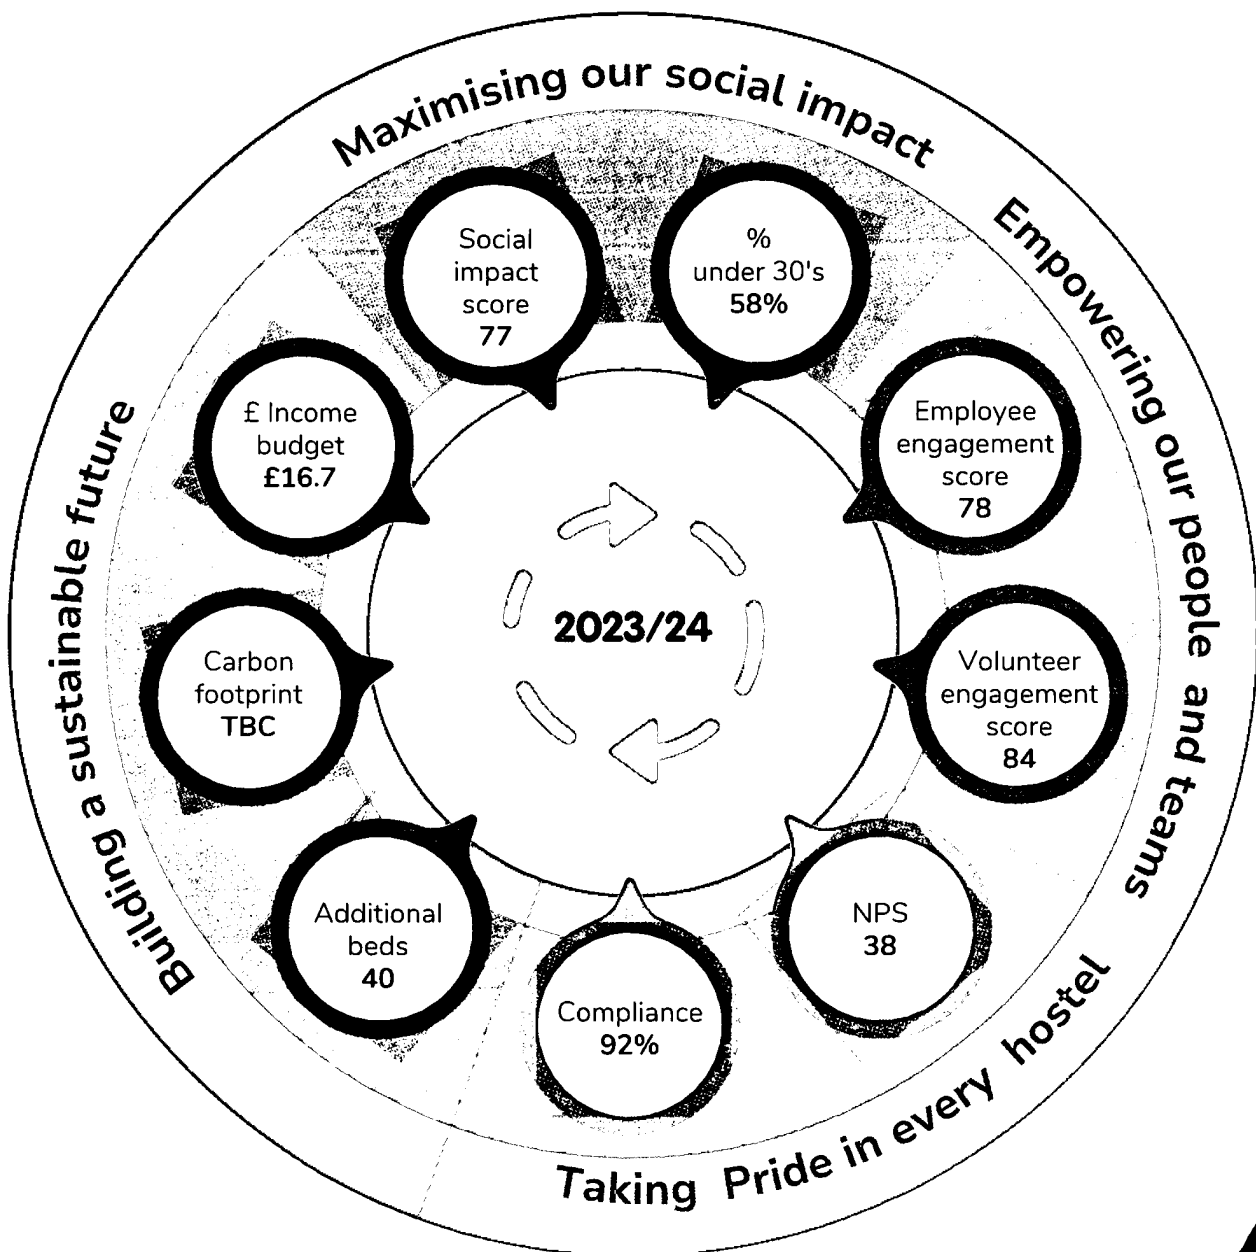 Maximising our social impact
Empowering our people and teams
Taking Pride in every hostel
Building a sustainable future
Social
impact
score
77
%
under 30's
58%
Employee
engagement
score
78
Volunteer
engagement
score
84
NPS
38
Compliance
92%
Additional
beds
40
Carbon
footprint
TBC
£ Income
budget
£16.7
2023/24